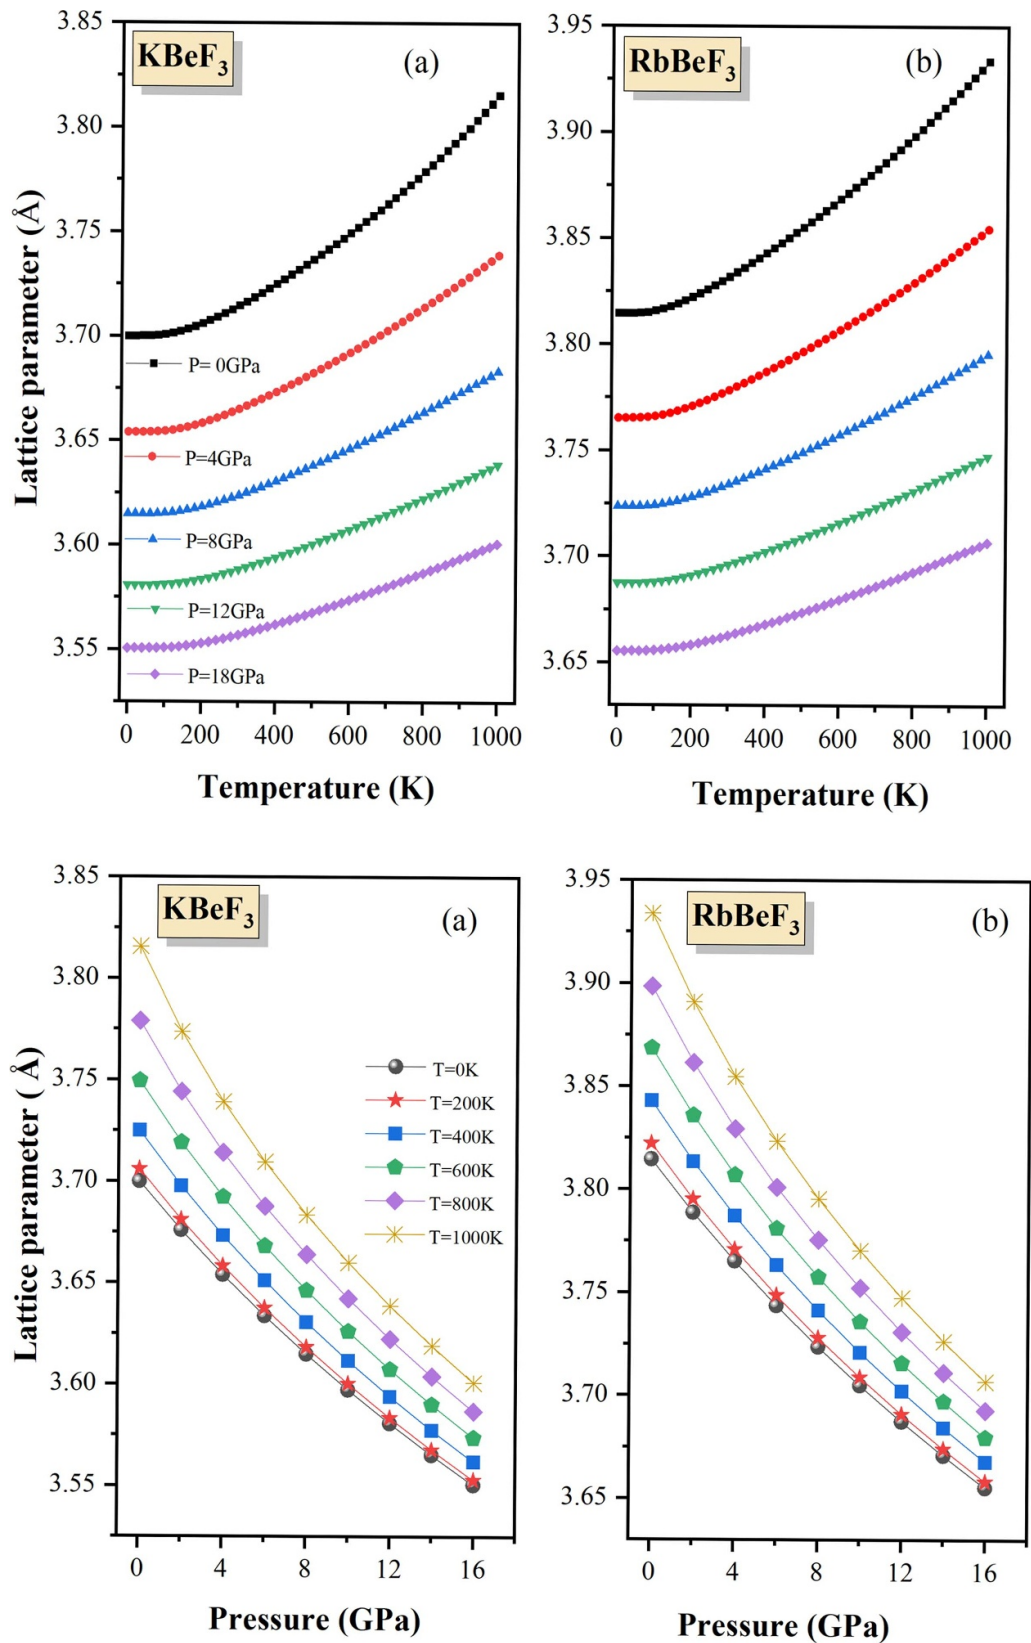 KBeF3
(a)
Lattice parameter (Å)
3.85
3.80
3.75
3.70
3.65
3.60
3.55
P= 0GPa
P=4GPa
P=8GPa
P=12GPa
P=18GPa
0 200 400 600 800 1000
Temperature (K)
RbBeF3
(b)
3.95
3.90
3.85
3.80
3.75
3.70
3.65
0 200 400 600 800 1000
Temperature (K)
KBeF3
(a)
Lattice parameter ( Å)
3.85
3.80
3.75
3.70
3.65
3.60
3.55
T=0K
T=200K
T=400K
T=600K
T=800K
T=1000K
0 4 8 12 16
Pressure (GPa)
RbBeF3
(b)
3.95
3.90
3.85
3.80
3.75
3.70
3.65
0 4 8 12 16
Pressure (GPa)